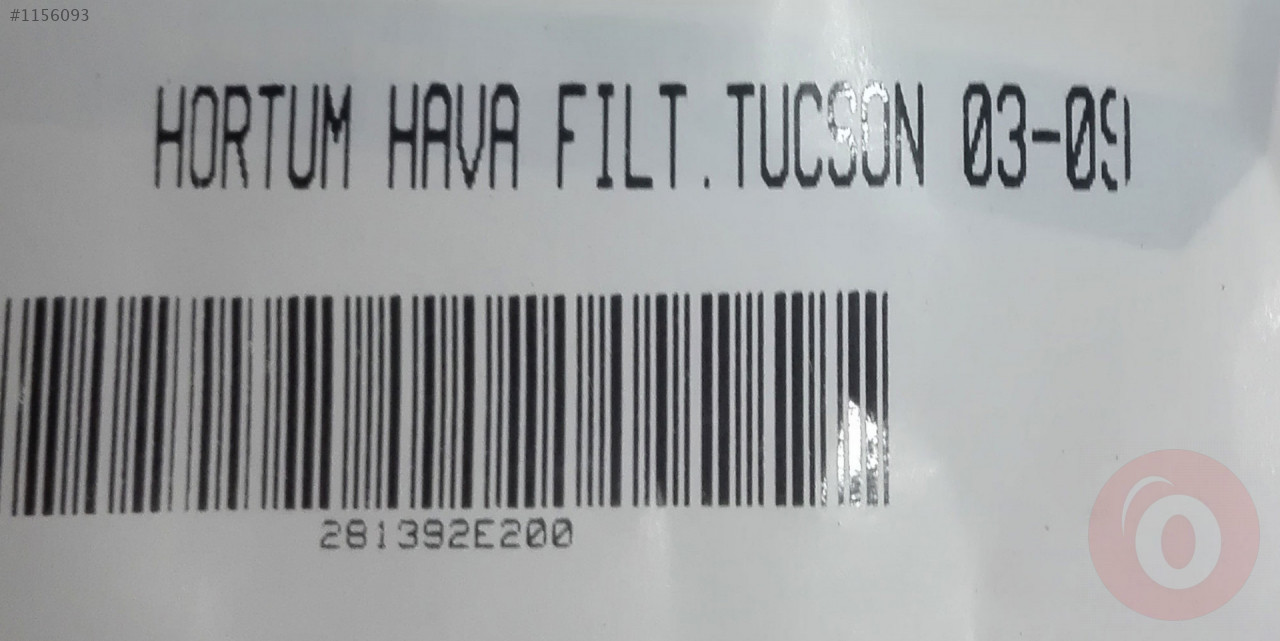 #1156093
HORTUM HAVA FILT.TUCSON 03-09
281392E200